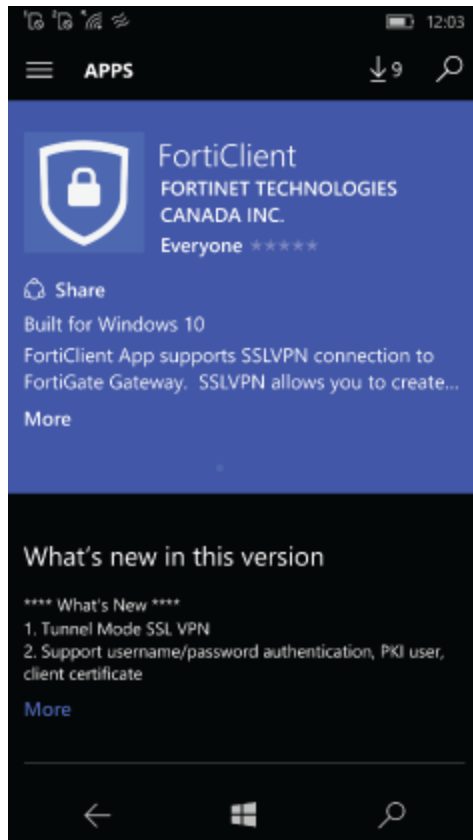 12:03
APPS
9
FortiClient
FORTINET TECHNOLOGIES
CANADA INC.
Everyone
Share
Built for Windows 10
FortiClient App supports SSLVPN connection to
FortiGate Gateway. SSLVPN allows you to create...
More
What's new in this version
**** What's New ****
1. Tunnel Mode SSL VPN
2. Support username/password authentication, PKI user,
client certificate
More